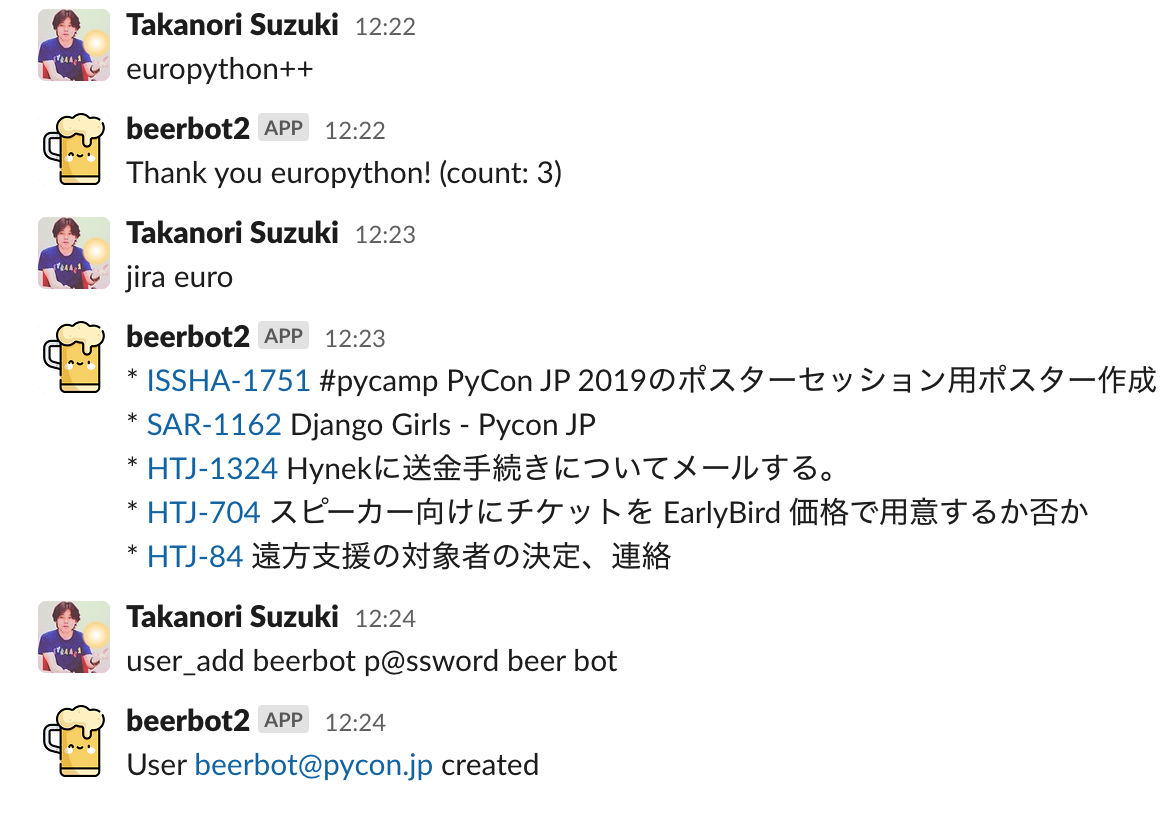 Takanori Suzuki 12:22
europython++
beerbot2 APP 12:22
Thank you europython! (count: 3)
Takanori Suzuki 12:23
jira euro
beerbot2 APP 12:23
* ISSHA-1751 #pycamp PyCon JP 2019のポスターセッション用ポスター作成
* SAR-1162 Django Girls - Pycon JP
* HTJ-1324 Hynekに送金手続きについてメールする。
* HTJ-704 スピーカー向けにチケットを EarlyBird 価格で用意するか否か
* HTJ-84 遠方支援の対象者の決定、連絡
Takanori Suzuki 12:24
user_add beerbot p@ssword beer bot
beerbot2 APP 12:24
User beerbot@pycon.jp created